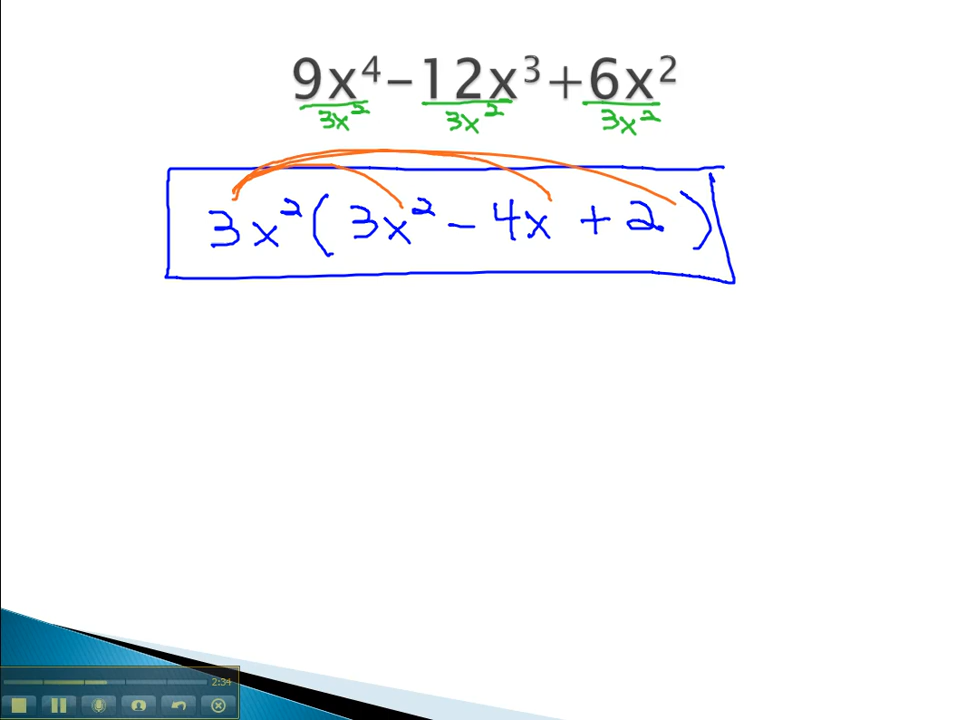 9x⁴−12x³+6x²
3x² 3x² 3x²
3x²(3x² − 4x + 2)
2:34